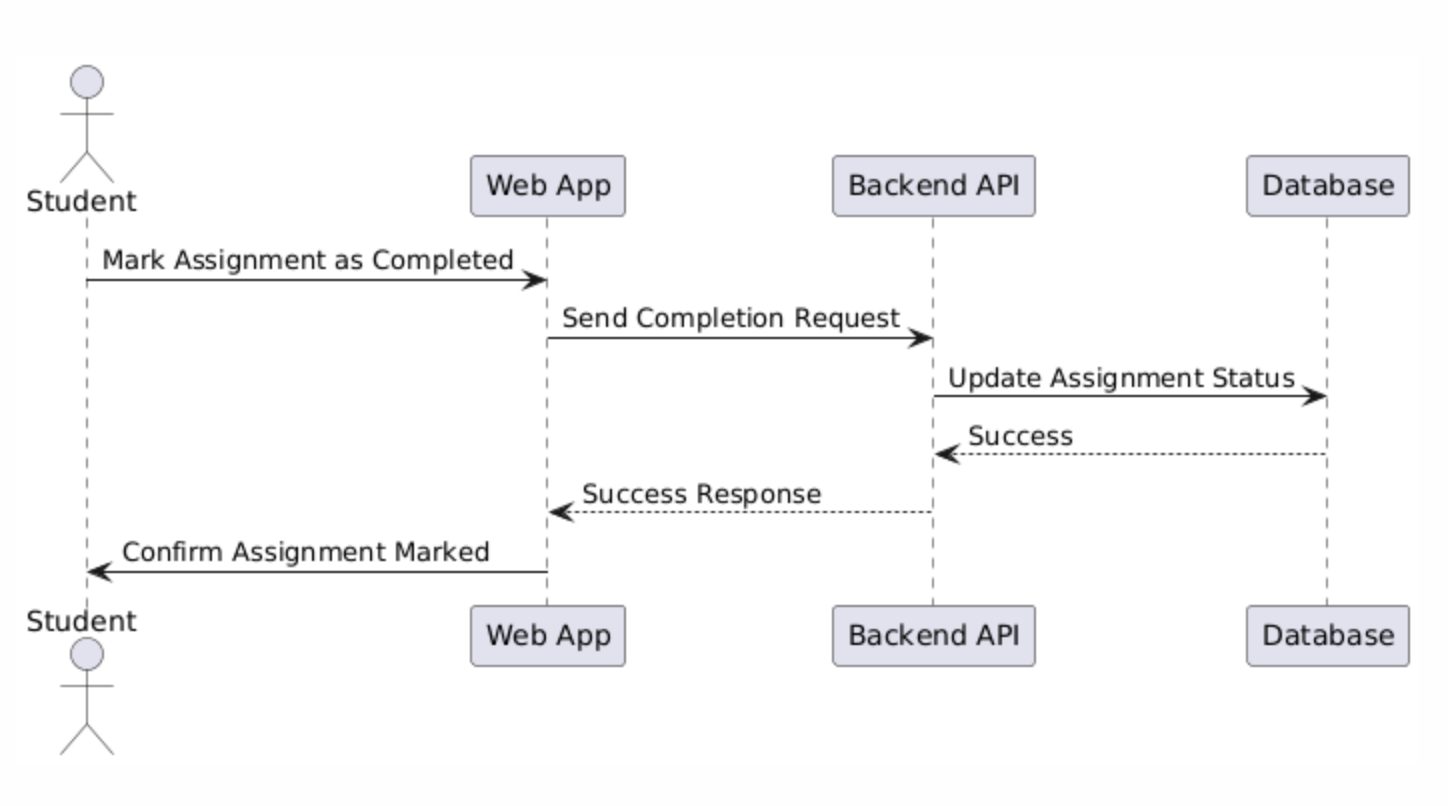 Student
Web App
Backend API
Database
Mark Assignment as Completed
Send Completion Request
Update Assignment Status
Success
Success Response
Confirm Assignment Marked
Student
Web App
Backend API
Database